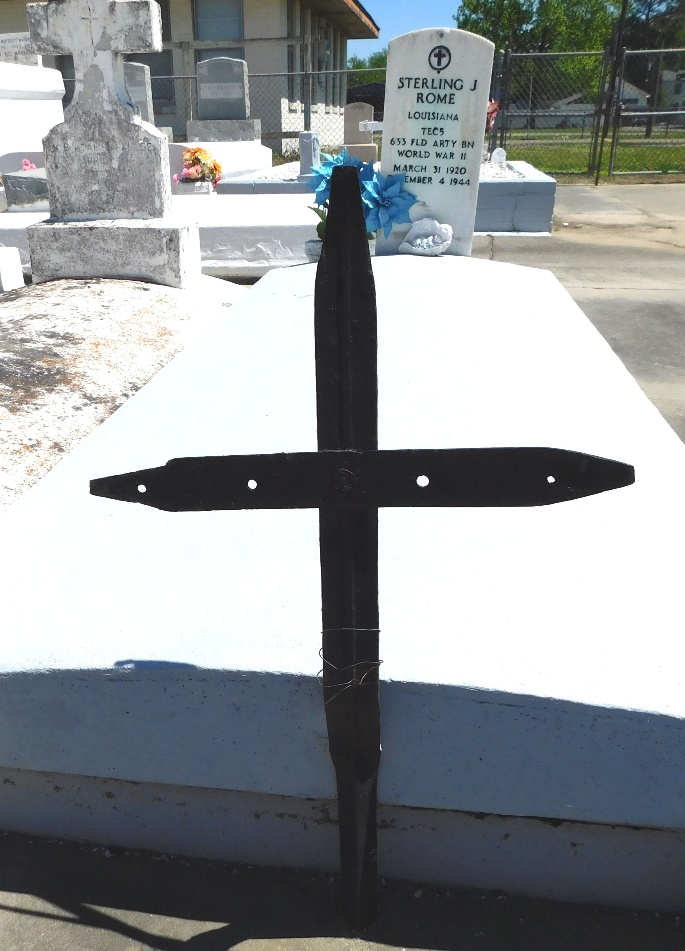 STERLING J
ROME
LOUISIANA
TEC5
633 FLD ARTY BN
WORLD WAR II
MARCH 31 1920
EMBER 4 1944